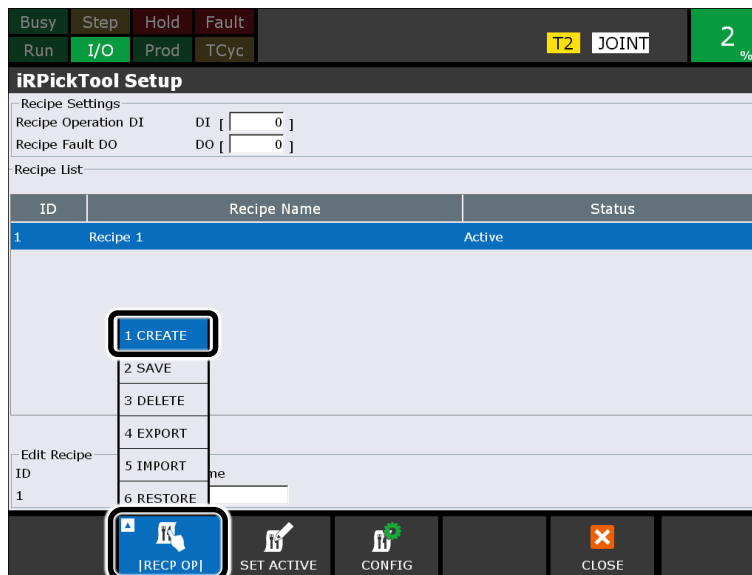 Busy Step Hold Fault
Run I/O Prod TCyc
T2 JOINT 2 %
iRPickTool Setup
Recipe Settings
Recipe Operation DI DI [ 0 ]
Recipe Fault DO DO [ 0 ]
Recipe List
ID Recipe Name Status
1 Recipe 1 Active
1 CREATE
2 SAVE
3 DELETE
4 EXPORT
5 IMPORT
6 RESTORE
Edit Recipe
ID me
1
[RECP OP] SET ACTIVE CONFIG CLOSE